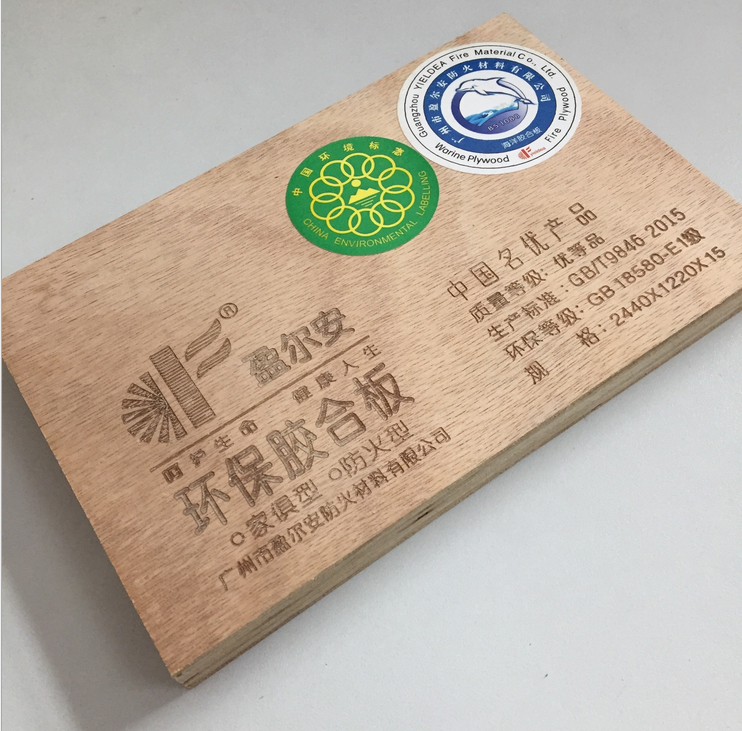 Guangzhou YIELDEA Fire Material Co., Ltd.
广州市盈尔安防火材料有限公司
海洋胶合板
Worine Plywood
Fire Plywood
中国环境标志
CHINA ENVIRONMENTAL LABELLING
中国名优产品
质量等级: 优等品
生产标准: GB/T9846 2015
环保等级: GB 18580-E1级
规 格: 2440X1220X15
®
盈尔安
呵护生命 健康人生
环保胶合板
家俱型 防火型
广州市盈尔安防火材料有限公司